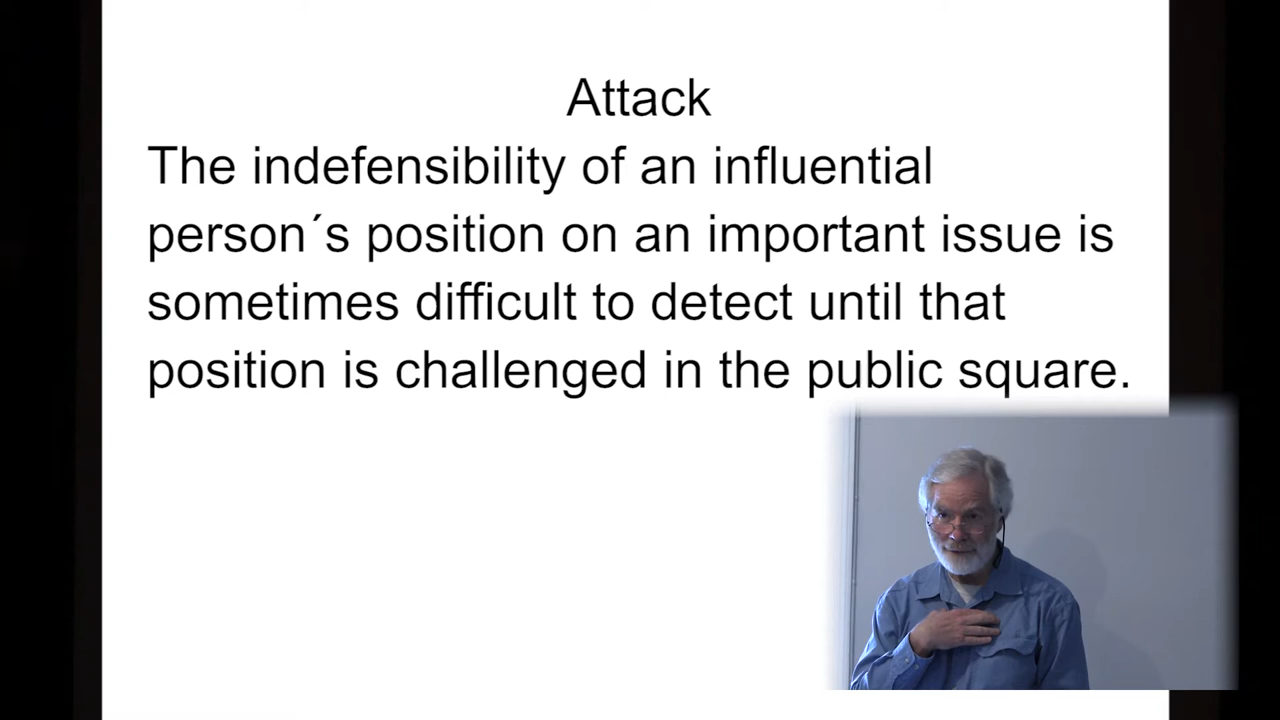 Attack
The indefensibility of an influential
person´s position on an important issue is
sometimes difficult to detect until that
position is challenged in the public square.